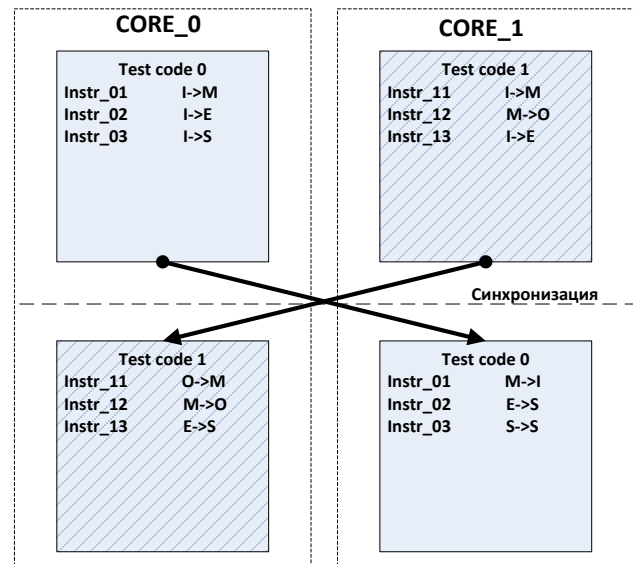 CORE_0
CORE_1
Test code 0
Instr_01 I->M
Instr_02 I->E
Instr_03 I->S
Test code 1
Instr_11 I->M
Instr_12 M->O
Instr_13 I->E
Синхронизация
Test code 1
Instr_11 O->M
Instr_12 M->O
Instr_13 E->S
Test code 0
Instr_01 M->I
Instr_02 E->S
Instr_03 S->S